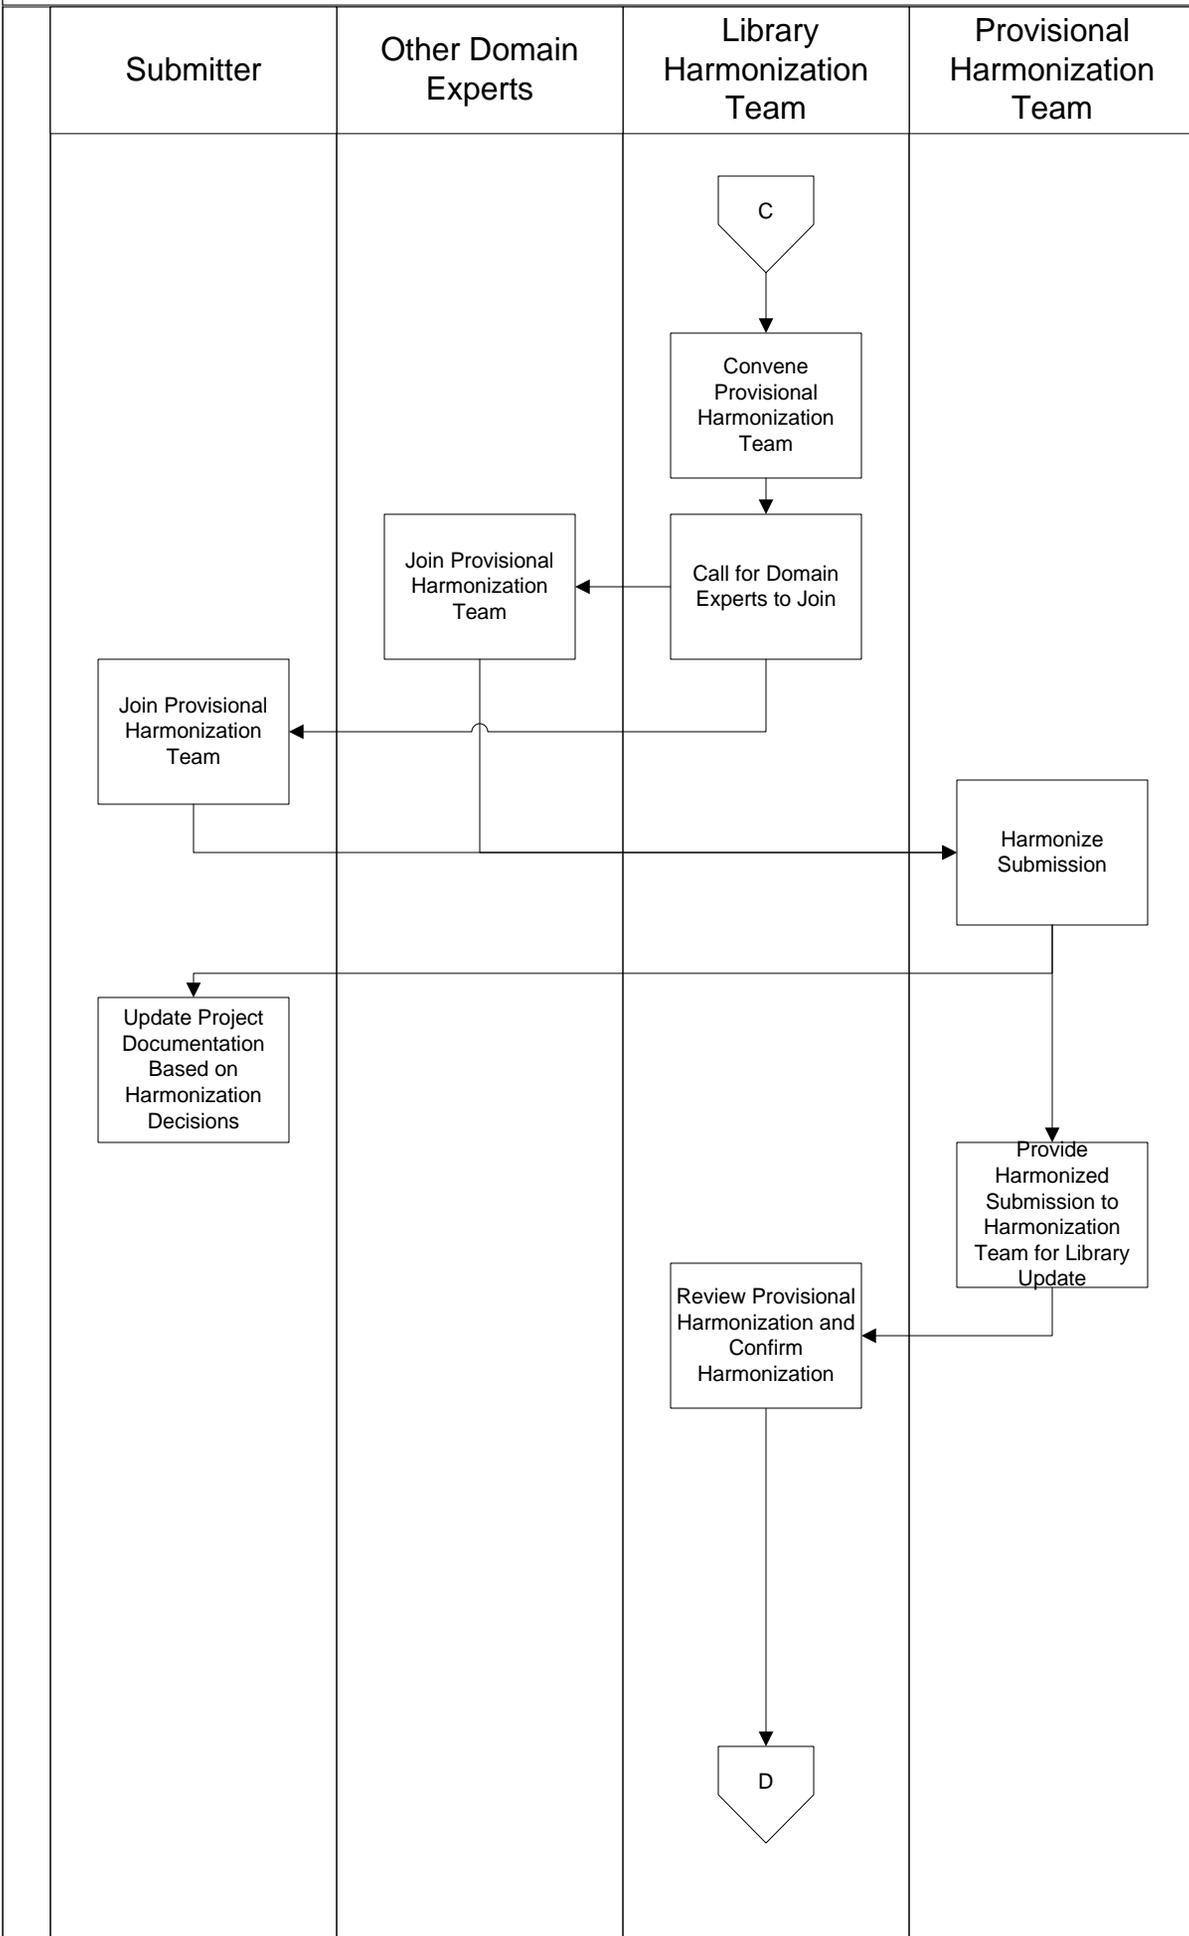 Submitter
Other Domain
Experts
Library
Harmonization
Team
Provisional
Harmonization
Team
C
Convene
Provisional
Harmonization
Team
Join Provisional
Harmonization
Team
Call for Domain
Experts to Join
Join Provisional
Harmonization
Team
Harmonize
Submission
Update Project
Documentation
Based on
Harmonization
Decisions
Provide
Harmonized
Submission to
Harmonization
Team for Library
Update
Review Provisional
Harmonization and
Confirm
Harmonization
D